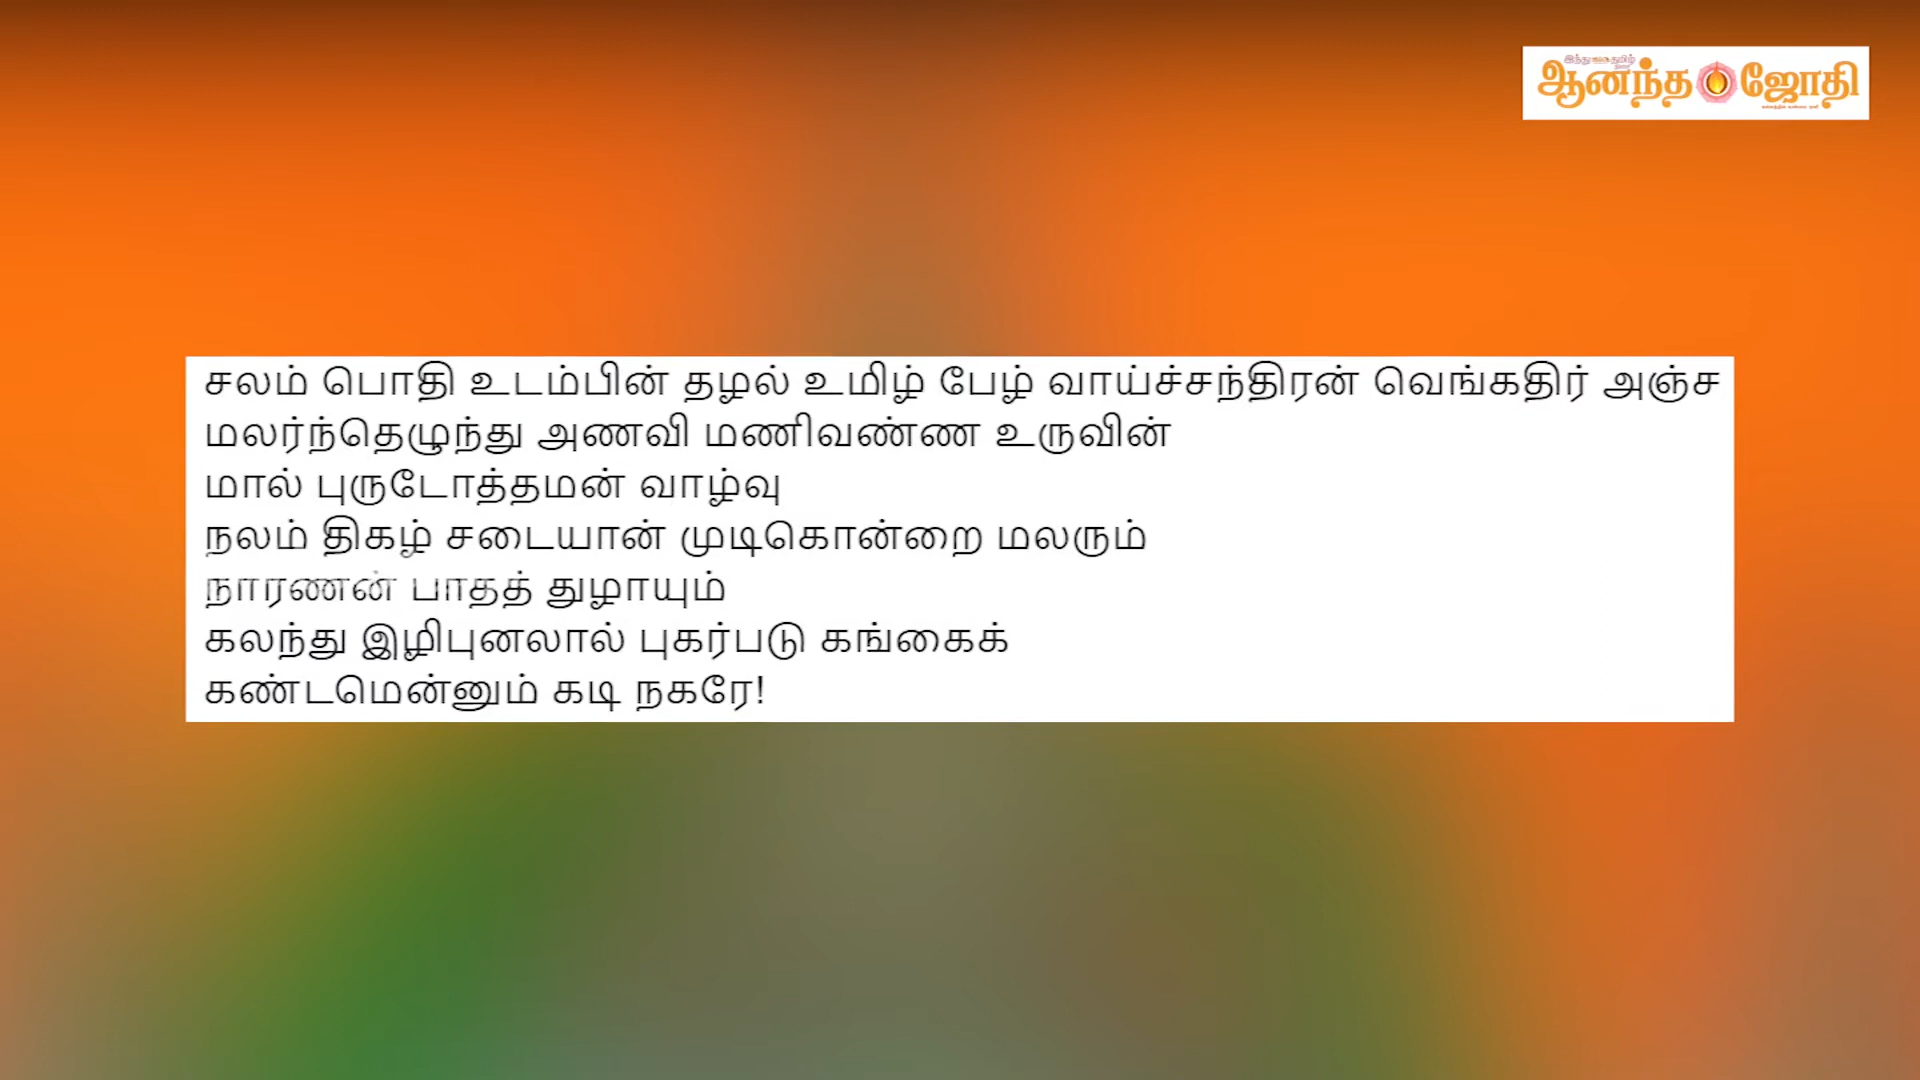 ஆனந்த ஜோதி
சலம் பொதி உடம்பின் தழல் உமிழ் பேழ் வாய்ச்சந்திரன் வெங்கதிர் அஞ்ச
மலர்ந்தெழுந்து அணவி மணிவண்ண உருவின்
மால் புருடோத்தமன் வாழ்வு
நலம் திகழ் சடையான் முடிகொன்றை மலரும்
நாரணன் பாதத் துழாயும்
கலந்து இழிபுனலால் புகர்படு கங்கைக்
கண்டமென்னும் கடி நகரே!